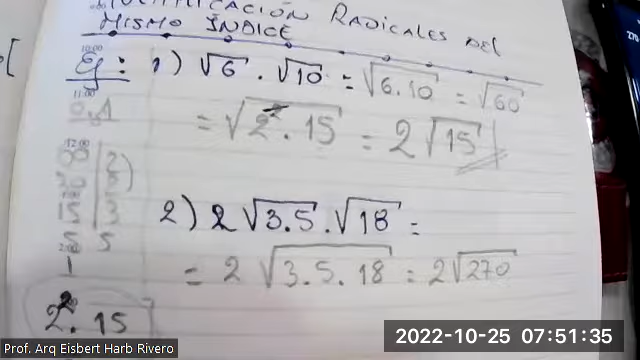 MULTIPLICACIÓN RADICALES DEL
MISMO ÍNDICE
Ej: 1) √6 . √10 = √6.10 = √60
= √2². 15 = 2√15
2) 2√3.5 . √18 =
= 2 √3.5.18 = 2√270
60 2
30 2
15 3
5 5
1
2². 15
Prof. Arq Eisbert Harb Rivero
2022-10-25 07:51:35
270